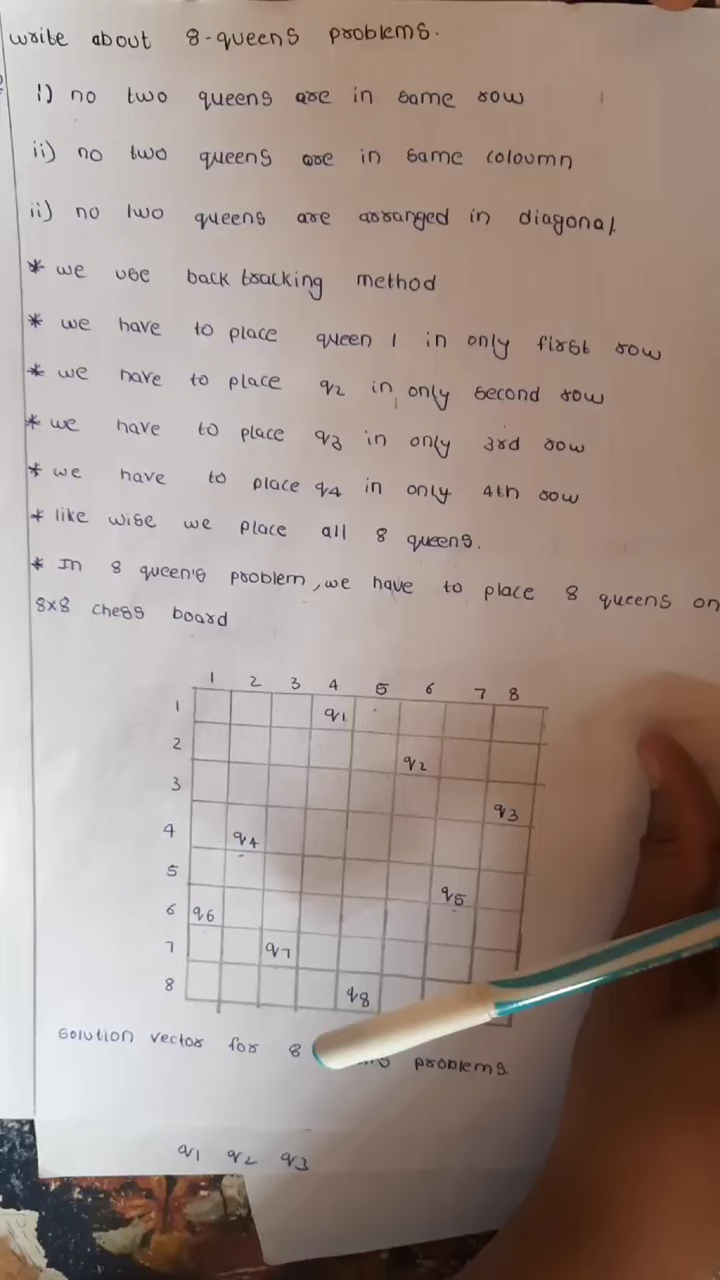 write about 8-queens problems.
i) no two queens are in same row
ii) no two queens are in same coloumn
ii) no two queens are arranged in diagonal.
* we use back tracking method
* we have to place queen 1 in only first row
* we have to place q2 in only second row
* we have to place q3 in only 3rd row
* we have to place q4 in only 4th row
* like wise we place all 8 queens.
* In 8 queen's problem, we have to place 8 queens on
8x8 chess board
1 2 3 4 5 6 7 8
1 q1
2 q2
3 q3
4 q4
5 q5
6 q6
7 q7
8 q8
solution vector for 8 problems.
q1 q2 q3